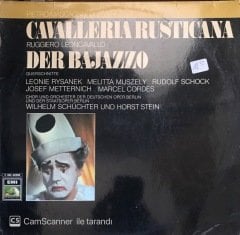 CAVALLERIA RUSTICANA
RUGGIERO LEONCAVALLO
DER BAJAZZO
QUERSCHNITTE
LEONIE RYSANEK MELITTA MUSZELY RUDOLF SCHOCK
JOSEF METTERNICH MARCEL CORDES
CHOR UND ORCHESTER DER DEUTSCHEN OPER BERLIN
UND DER STAATSOPER BERLIN
WILHELM SCHÜCHTER UND HORST STEIN
EMI
CS CamScanner ile tarandı